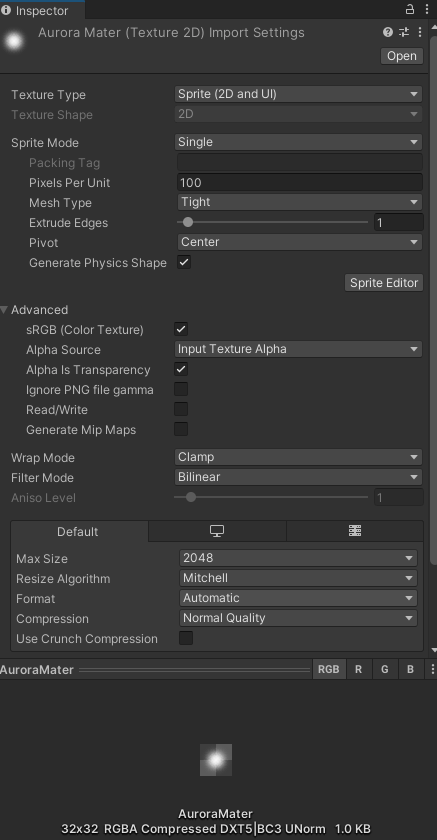 Inspector
Aurora Mater (Texture 2D) Import Settings
Open
Texture Type Sprite (2D and UI)
Texture Shape 2D
Sprite Mode Single
Packing Tag
Pixels Per Unit 100
Mesh Type Tight
Extrude Edges 1
Pivot Center
Generate Physics Shape
Sprite Editor
Advanced
sRGB (Color Texture)
Alpha Source Input Texture Alpha
Alpha Is Transparency
Ignore PNG file gamma
Read/Write
Generate Mip Maps
Wrap Mode Clamp
Filter Mode Bilinear
Aniso Level 1
Default
Max Size 2048
Resize Algorithm Mitchell
Format Automatic
Compression Normal Quality
Use Crunch Compression
AuroraMater RGB R G B
AuroraMater
32x32 RGBA Compressed DXT5|BC3 UNorm 1.0 KB